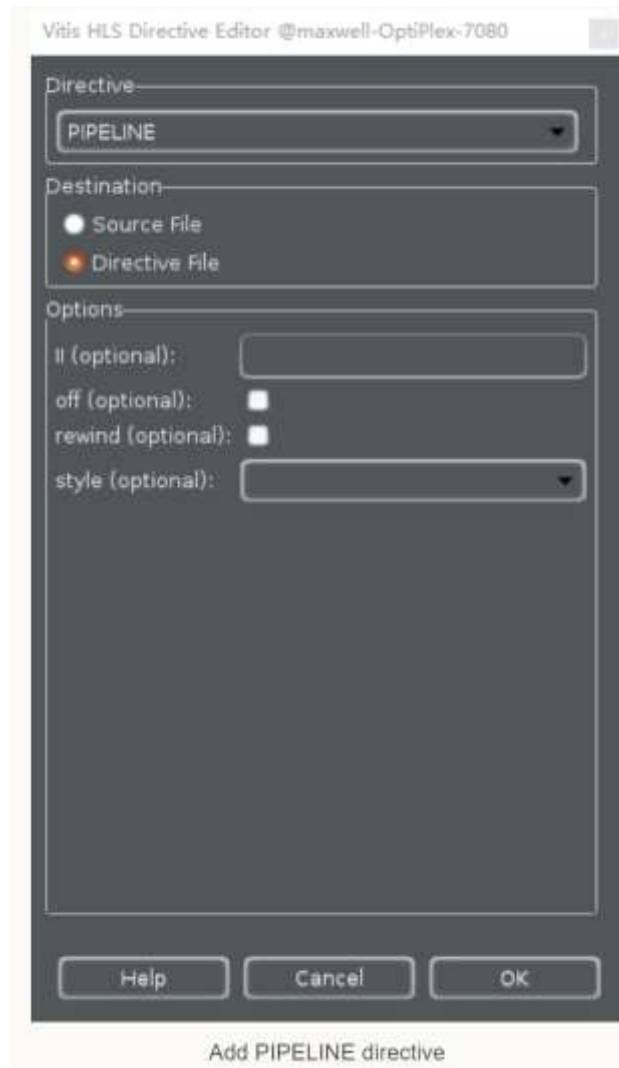 Vitis HLS Directive Editor @maxwell-OptiPlex-7080
Directive
PIPELINE
Destination
Source File
Directive File
Options
II (optional):
off (optional):
rewind (optional):
style (optional):
Help Cancel OK
Add PIPELINE directive